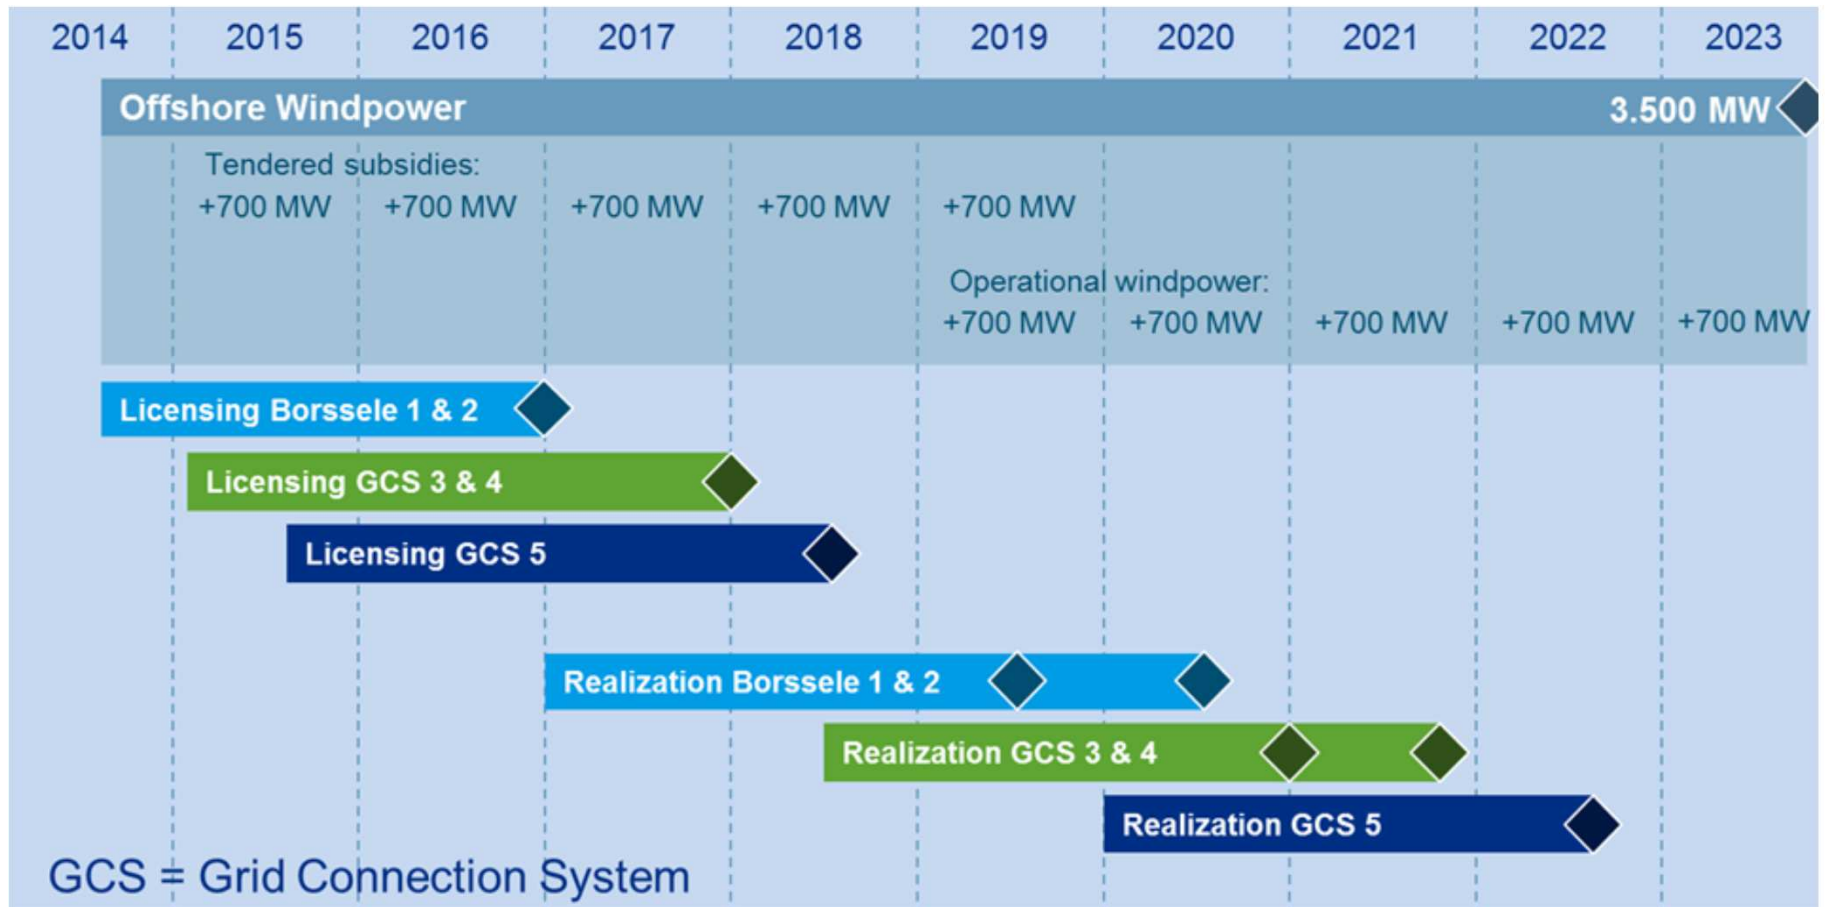 2014 2015 2016 2017 2018 2019 2020 2021 2022 2023
Offshore Windpower 3.500 MW
Tendered subsidies:
+700 MW +700 MW +700 MW +700 MW +700 MW
Operational windpower:
+700 MW +700 MW +700 MW +700 MW +700 MW
Licensing Borssele 1 & 2
Licensing GCS 3 & 4
Licensing GCS 5
Realization Borssele 1 & 2
Realization GCS 3 & 4
Realization GCS 5
GCS = Grid Connection System